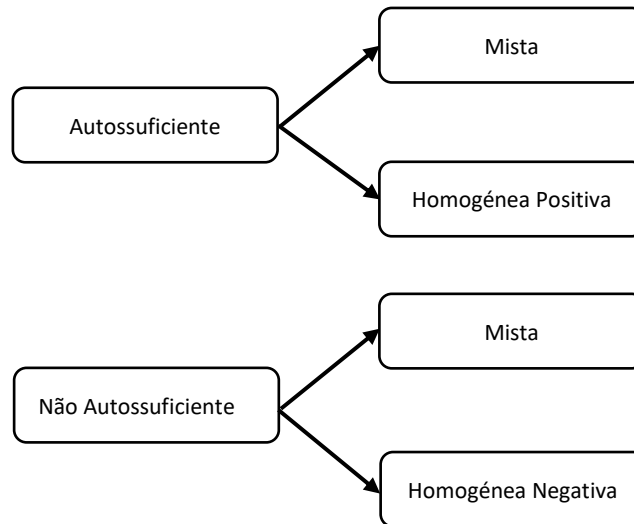 Mista
Autossuficiente
Homogénea Positiva
Mista
Não Autossuficiente
Homogénea Negativa